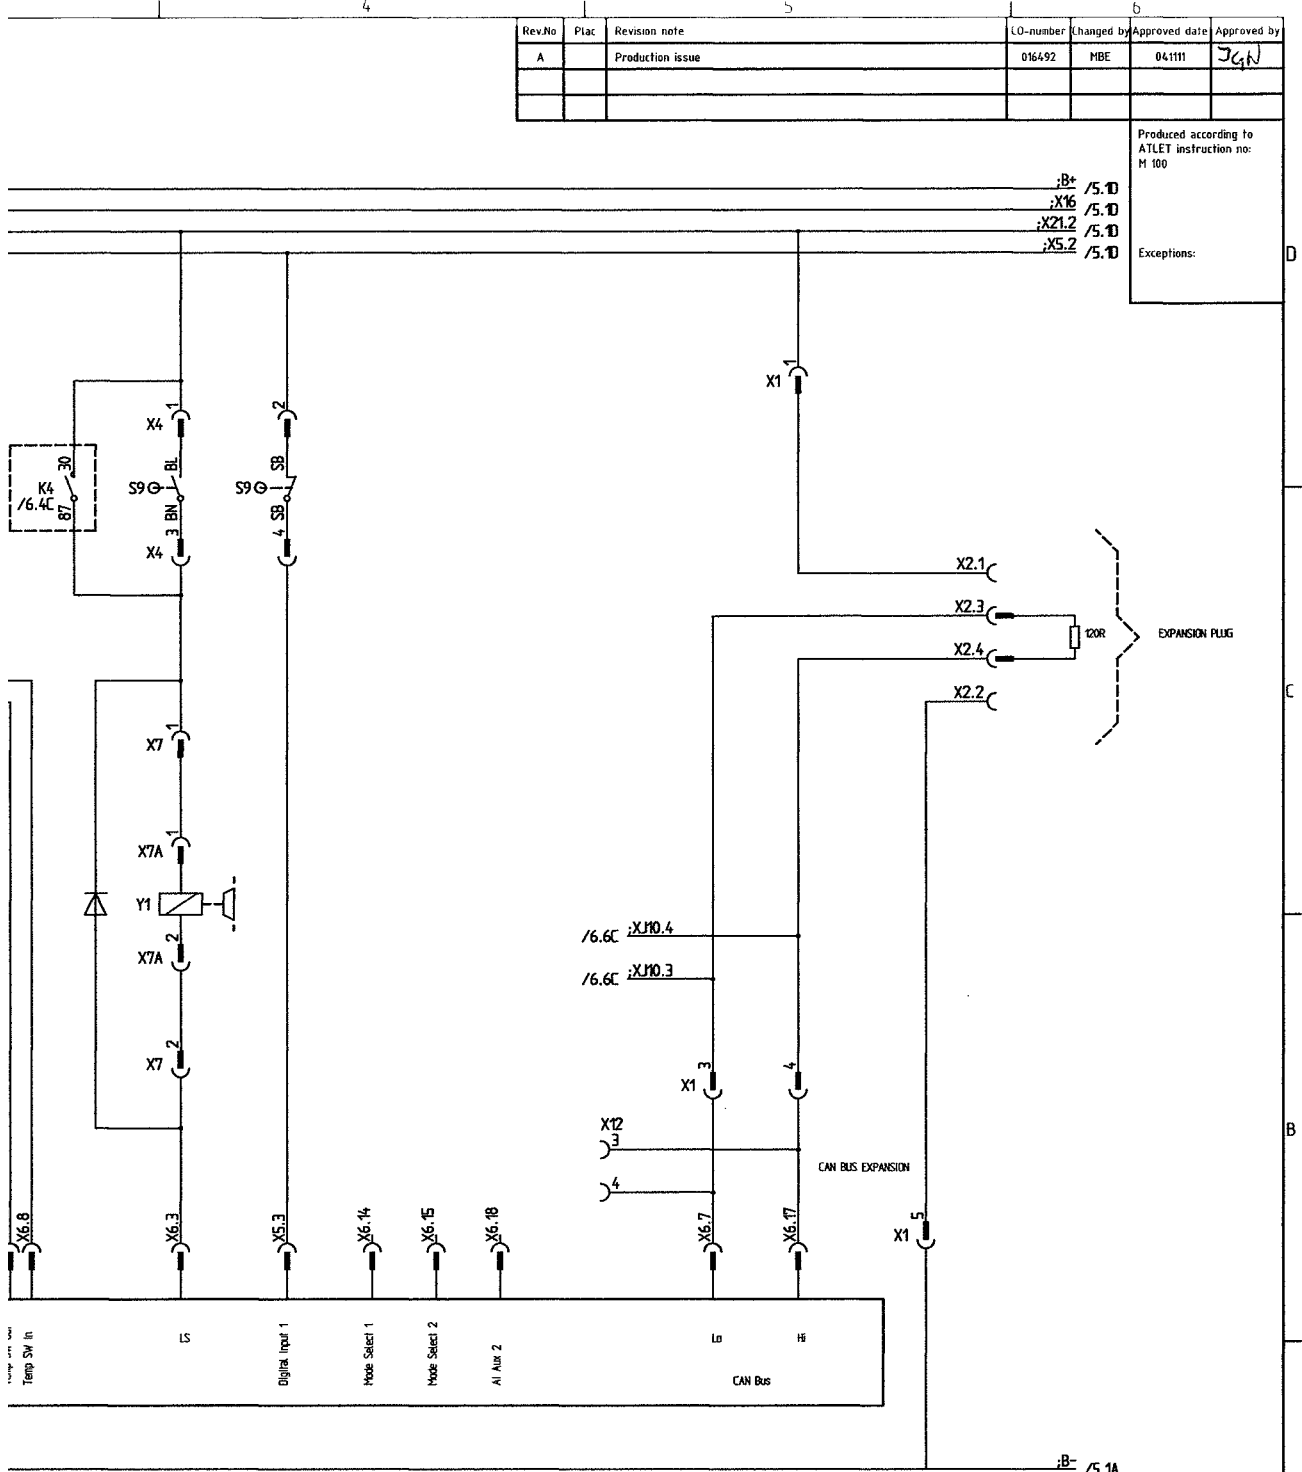 4 5 6
Rev.No Plac Revision note LO-number Changed by Approved date Approved by
A Production issue 016492 MBE 041111 JGN
Produced according to
ATLET instruction no:
M 100
Exceptions:
;B+ /5.1D
;X16 /5.1D
;X21.2 /5.1D
;X5.2 /5.1D
D
X1 1
X4 1
2
K4
/6.4C
30
87
S9 BL
BN
S9 SB
SB
X4 3
4
X2.1
X2.3
120R
EXPANSION PLUG
X2.4
X2.2
C
X7 1
X7A 1
Y1
X7A 2
/6.6C ;XJ10.4
/6.6C ;XJ10.3
X7 2
X1 3
4
X12
3
4
CAN BUS EXPANSION
B
X1 5
X6.8
X6.3
X5.3
X6.14
X6.15
X6.18
X6.7
X6.17
Temp SW In
LS
Digital Input 1
Mode Select 1
Mode Select 2
AI Aux 2
Lo
Hi
CAN Bus
;B- /5.1A